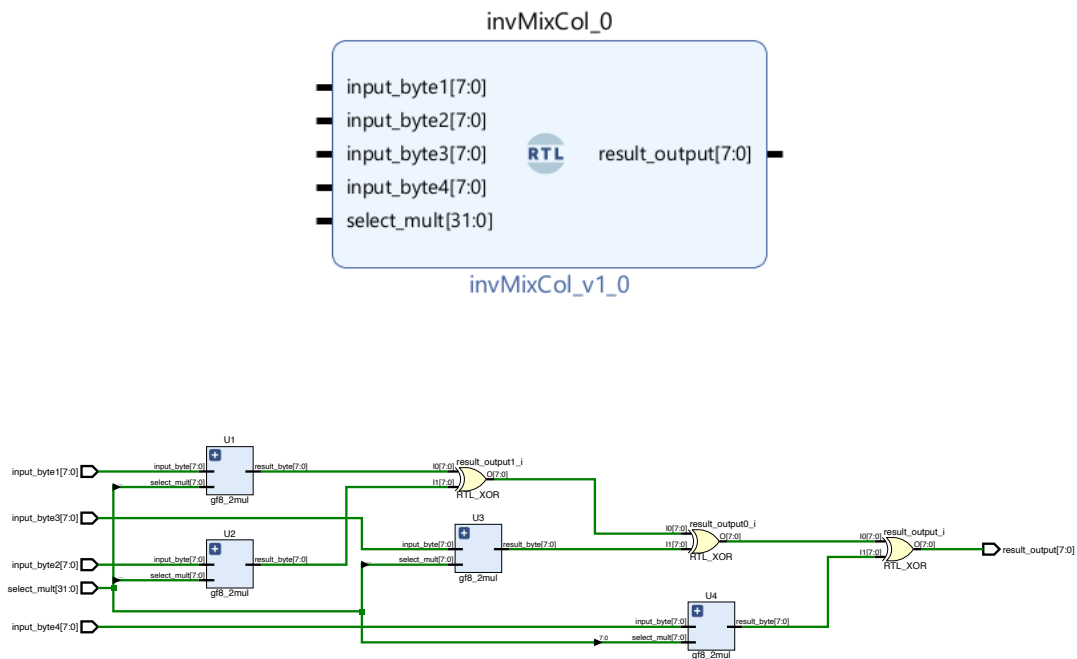 invMixCol_0
input_byte1[7:0]
input_byte2[7:0]
input_byte3[7:0]
input_byte4[7:0]
select_mult[31:0]
RTL
result_output[7:0]
invMixCol_v1_0
U1
input_byte1[7:0]
input_byte[7:0]
select_mult[7:0]
result_byte[7:0]
gf8_2mul
result_output1_i
I0[7:0]
I1[7:0]
O[7:0]
RTL_XOR
input_byte3[7:0]
U2
input_byte2[7:0]
select_mult[31:0]
input_byte[7:0]
select_mult[7:0]
result_byte[7:0]
gf8_2mul
U3
input_byte[7:0]
select_mult[7:0]
result_byte[7:0]
gf8_2mul
result_output0_i
I0[7:0]
I1[7:0]
O[7:0]
RTL_XOR
result_output_i
I0[7:0]
I1[7:0]
O[7:0]
RTL_XOR
result_output[7:0]
input_byte4[7:0]
U4
7:0
input_byte[7:0]
select_mult[7:0]
result_byte[7:0]
gf8_2mul